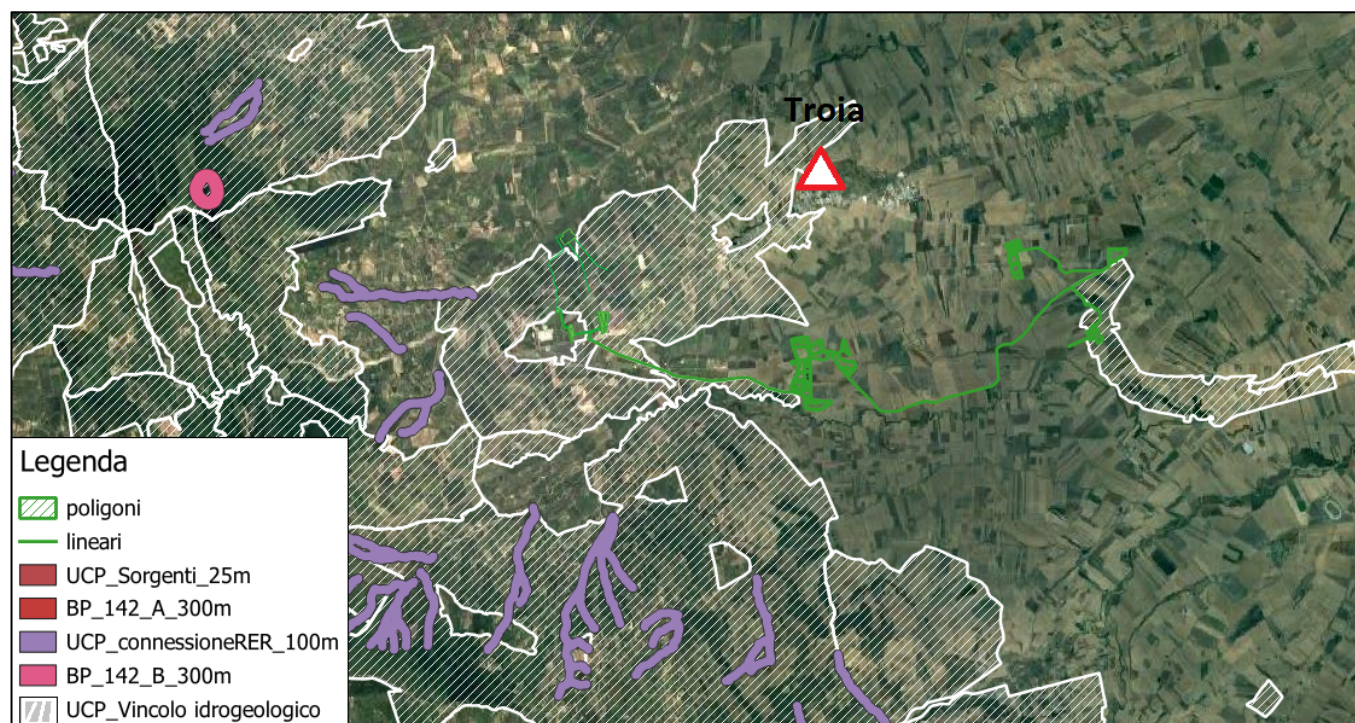 Troia
Legenda
poligoni
lineari
UCP_Sorgenti_25m
BP_142_A_300m
UCP_connessioneRER_100m
BP_142_B_300m
UCP_Vincolo idrogeologico